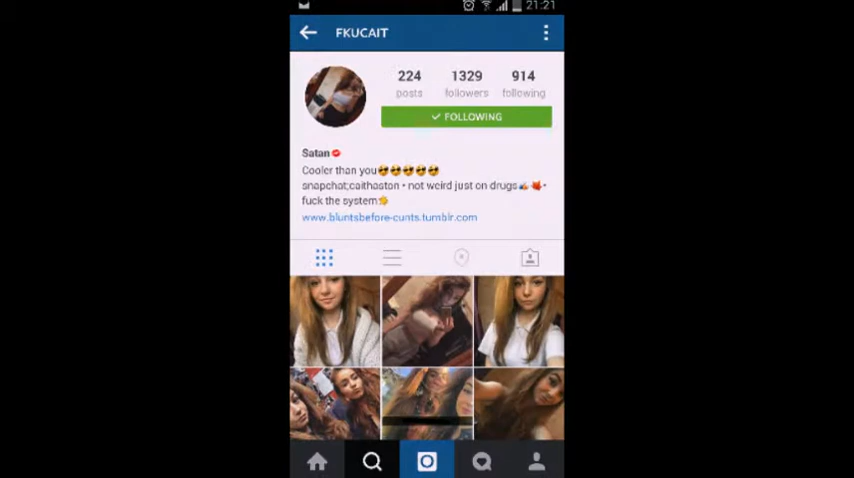 21:21
FKUCAIT
224 1329 914
posts followers following
✓ FOLLOWING
Satan💋
Cooler than you😎😎😎😎😎
snapchat;caithaston • not weird just on drugs
fuck the system
www.bluntsbefore-cunts.tumblr.com